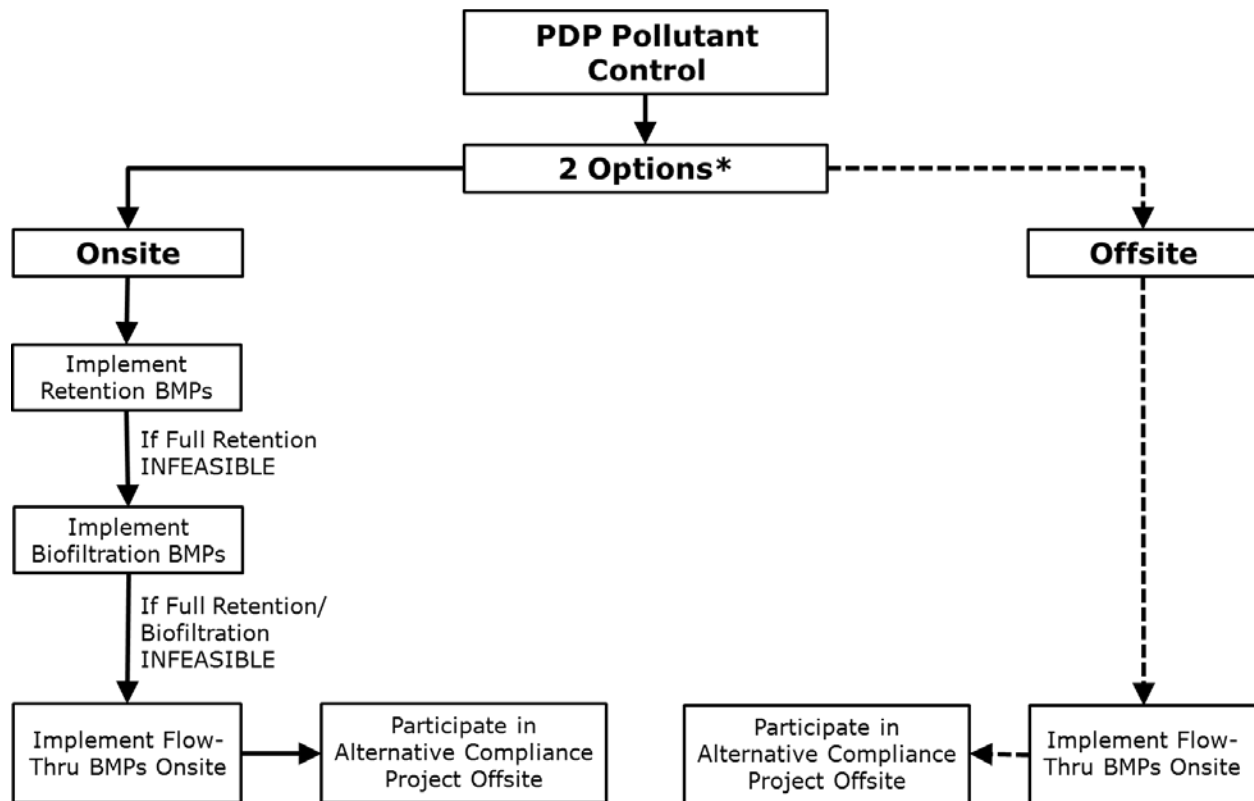 PDP Pollutant
Control
2 Options*
Onsite
Offsite
Implement
Retention BMPs
If Full Retention
INFEASIBLE
Implement
Biofiltration BMPs
If Full Retention/
Biofiltration
INFEASIBLE
Implement Flow-
Thru BMPs Onsite
Participate in
Alternative Compliance
Project Offsite
Participate in
Alternative Compliance
Project Offsite
Implement Flow-
Thru BMPs Onsite